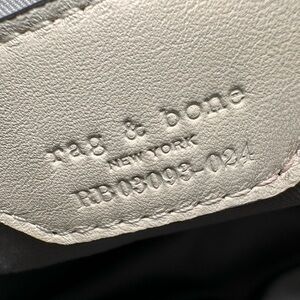 rag & bone
NEW YORK
RB03093-024